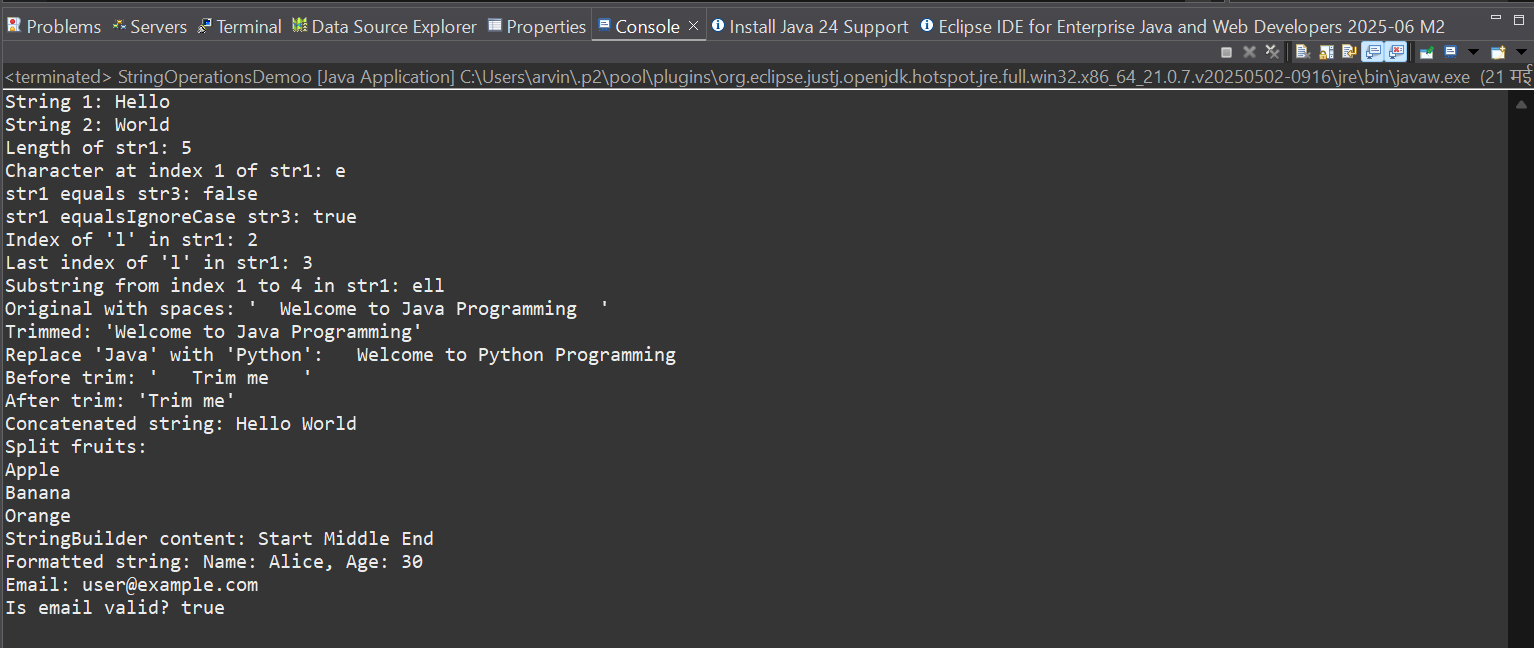 Problems Servers Terminal Data Source Explorer Properties Console Install Java 24 Support Eclipse IDE for Enterprise Java and Web Developers 2025-06 M2
<terminated> StringOperationsDemoo [Java Application] C:\Users\arvin\.p2\pool\plugins\org.eclipse.justj.openjdk.hotspot.jre.full.win32.x86_64_21.0.7.v20250502-0916\jre\bin\javaw.exe (21 मई
String 1: Hello
String 2: World
Length of str1: 5
Character at index 1 of str1: e
str1 equals str3: false
str1 equalsIgnoreCase str3: true
Index of 'l' in str1: 2
Last index of 'l' in str1: 3
Substring from index 1 to 4 in str1: ell
Original with spaces: '  Welcome to Java Programming  '
Trimmed: 'Welcome to Java Programming'
Replace 'Java' with 'Python':   Welcome to Python Programming
Before trim: '   Trim me   '
After trim: 'Trim me'
Concatenated string: Hello World
Split fruits:
Apple
Banana
Orange
StringBuilder content: Start Middle End
Formatted string: Name: Alice, Age: 30
Email: user@example.com
Is email valid? true